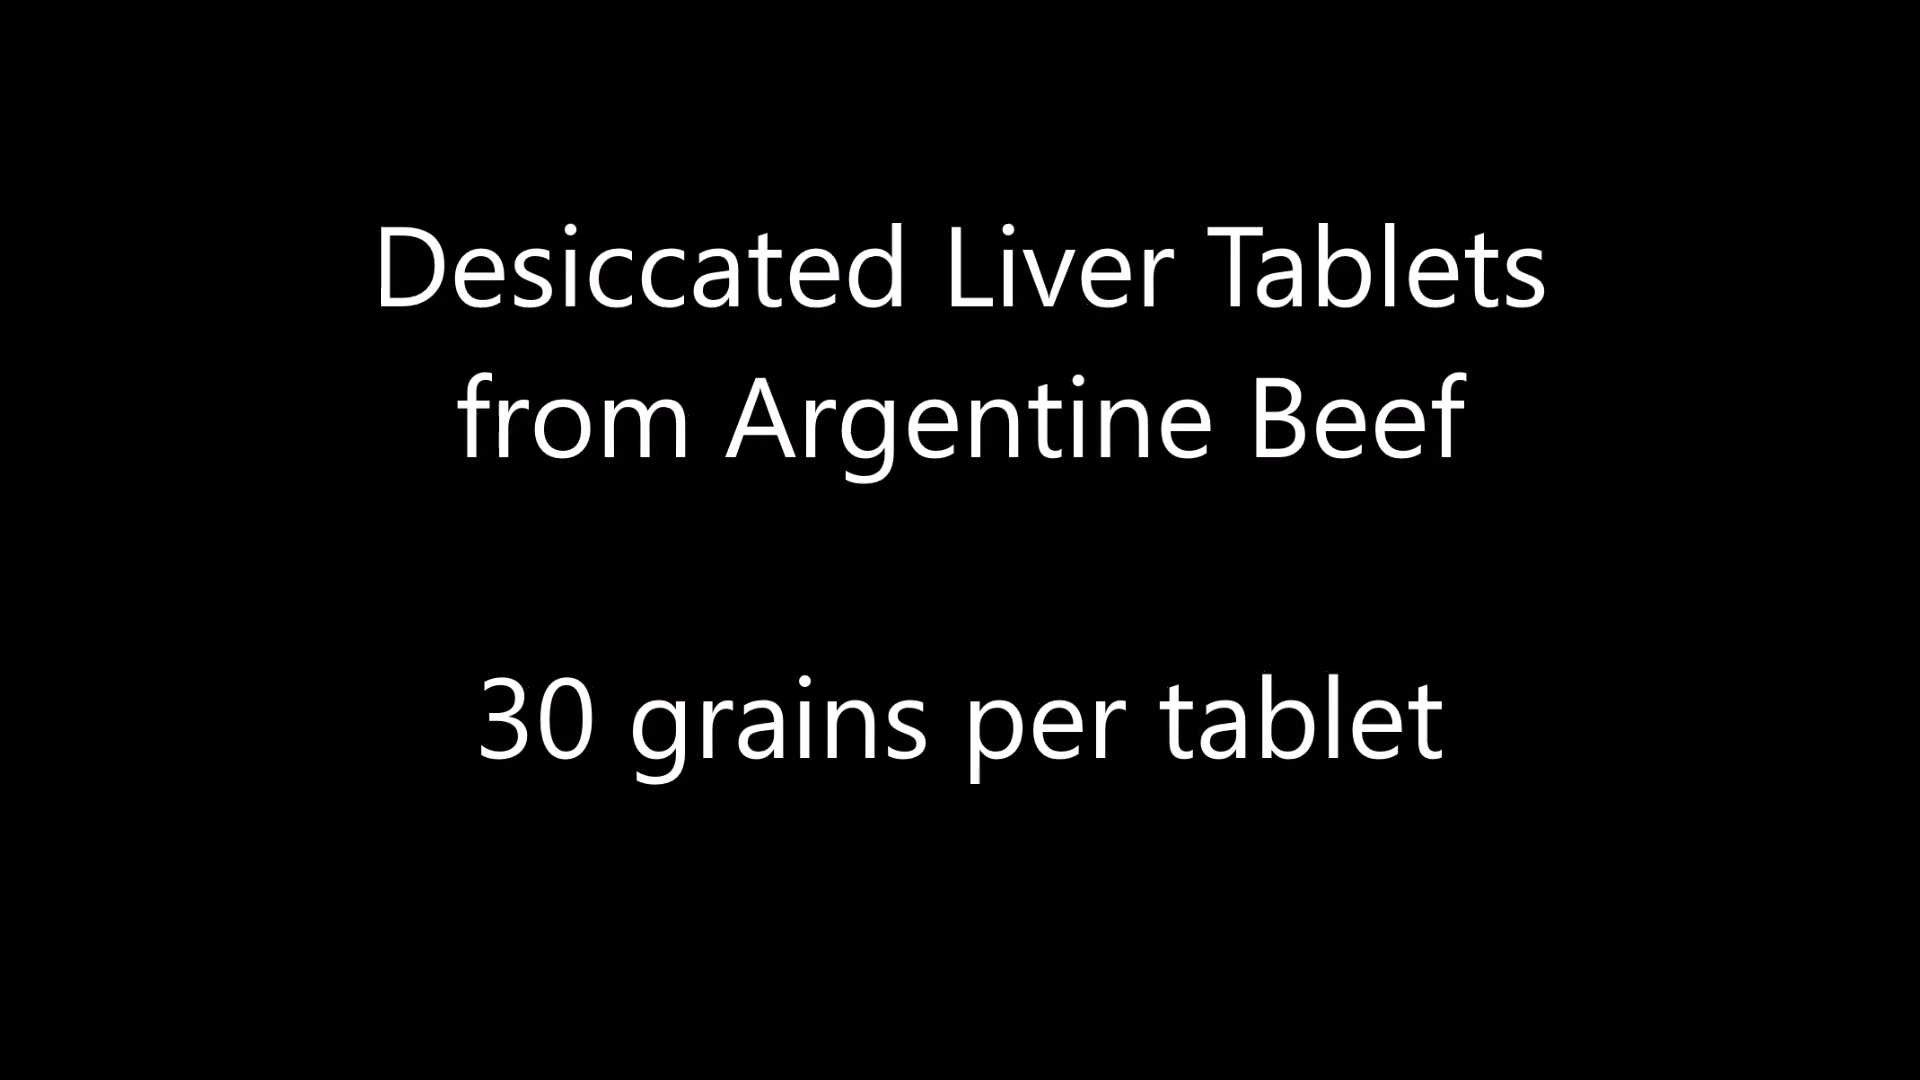 Desiccated Liver Tablets
from Argentine Beef
30 grains per tablet